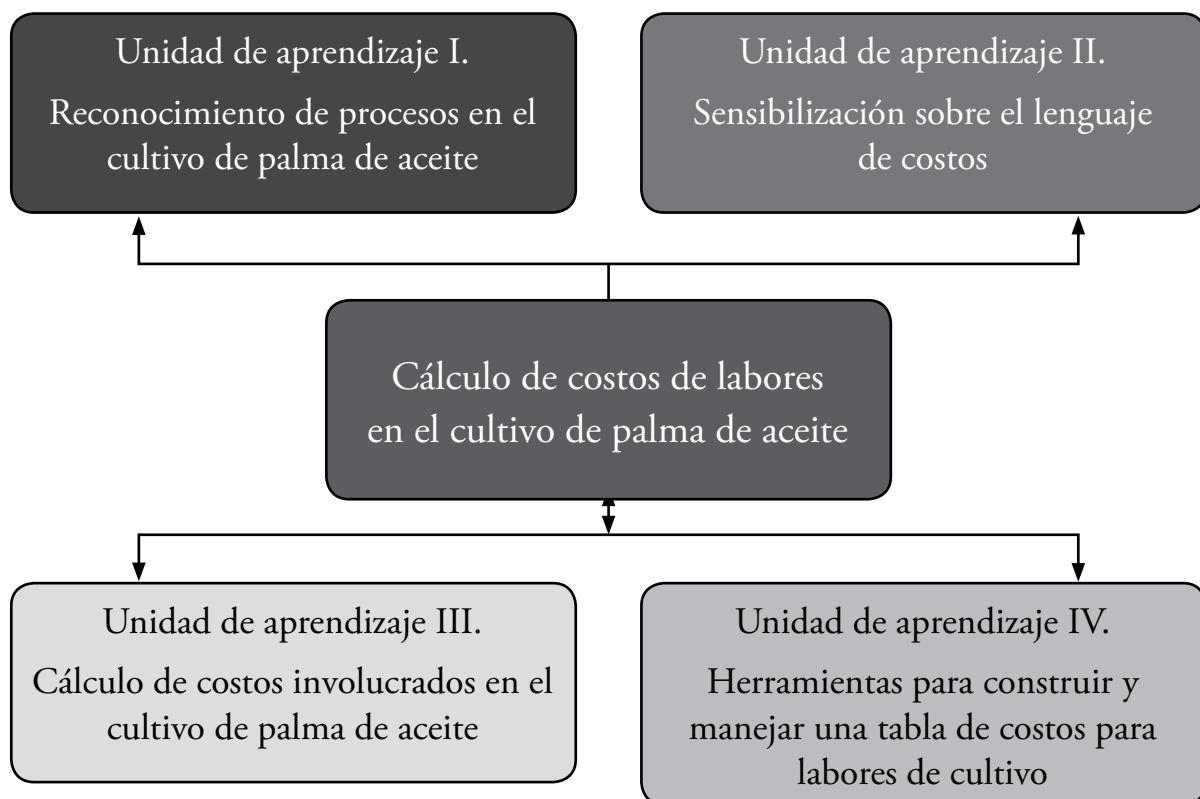 Unidad de aprendizaje I.
Reconocimiento de procesos en el
cultivo de palma de aceite
Unidad de aprendizaje II.
Sensibilización sobre el lenguaje
de costos
Cálculo de costos de labores
en el cultivo de palma de aceite
Unidad de aprendizaje III.
Cálculo de costos involucrados en el
cultivo de palma de aceite
Unidad de aprendizaje IV.
Herramientas para construir y
manejar una tabla de costos para
labores de cultivo